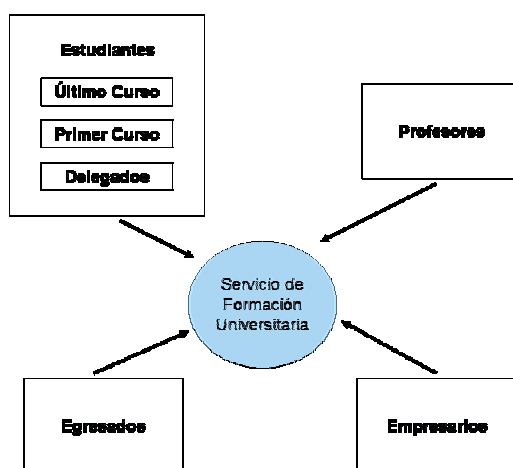 Estudiantes
Último Curso
Primer Curso
Delegados
Profesores
Servicio de
Formación
Universitaria
Egresados
Empresarios